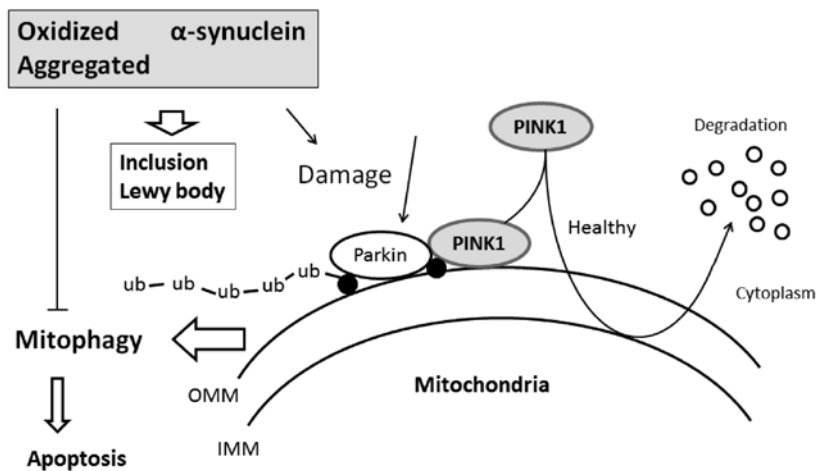 Oxidized α-synuclein
Aggregated
PINK1
Degradation
Inclusion
Lewy body
Damage
Healthy
Parkin
PINK1
ub
ub
ub
ub
ub
Cytoplasm
Mitophagy
Mitochondria
OMM
IMM
Apoptosis